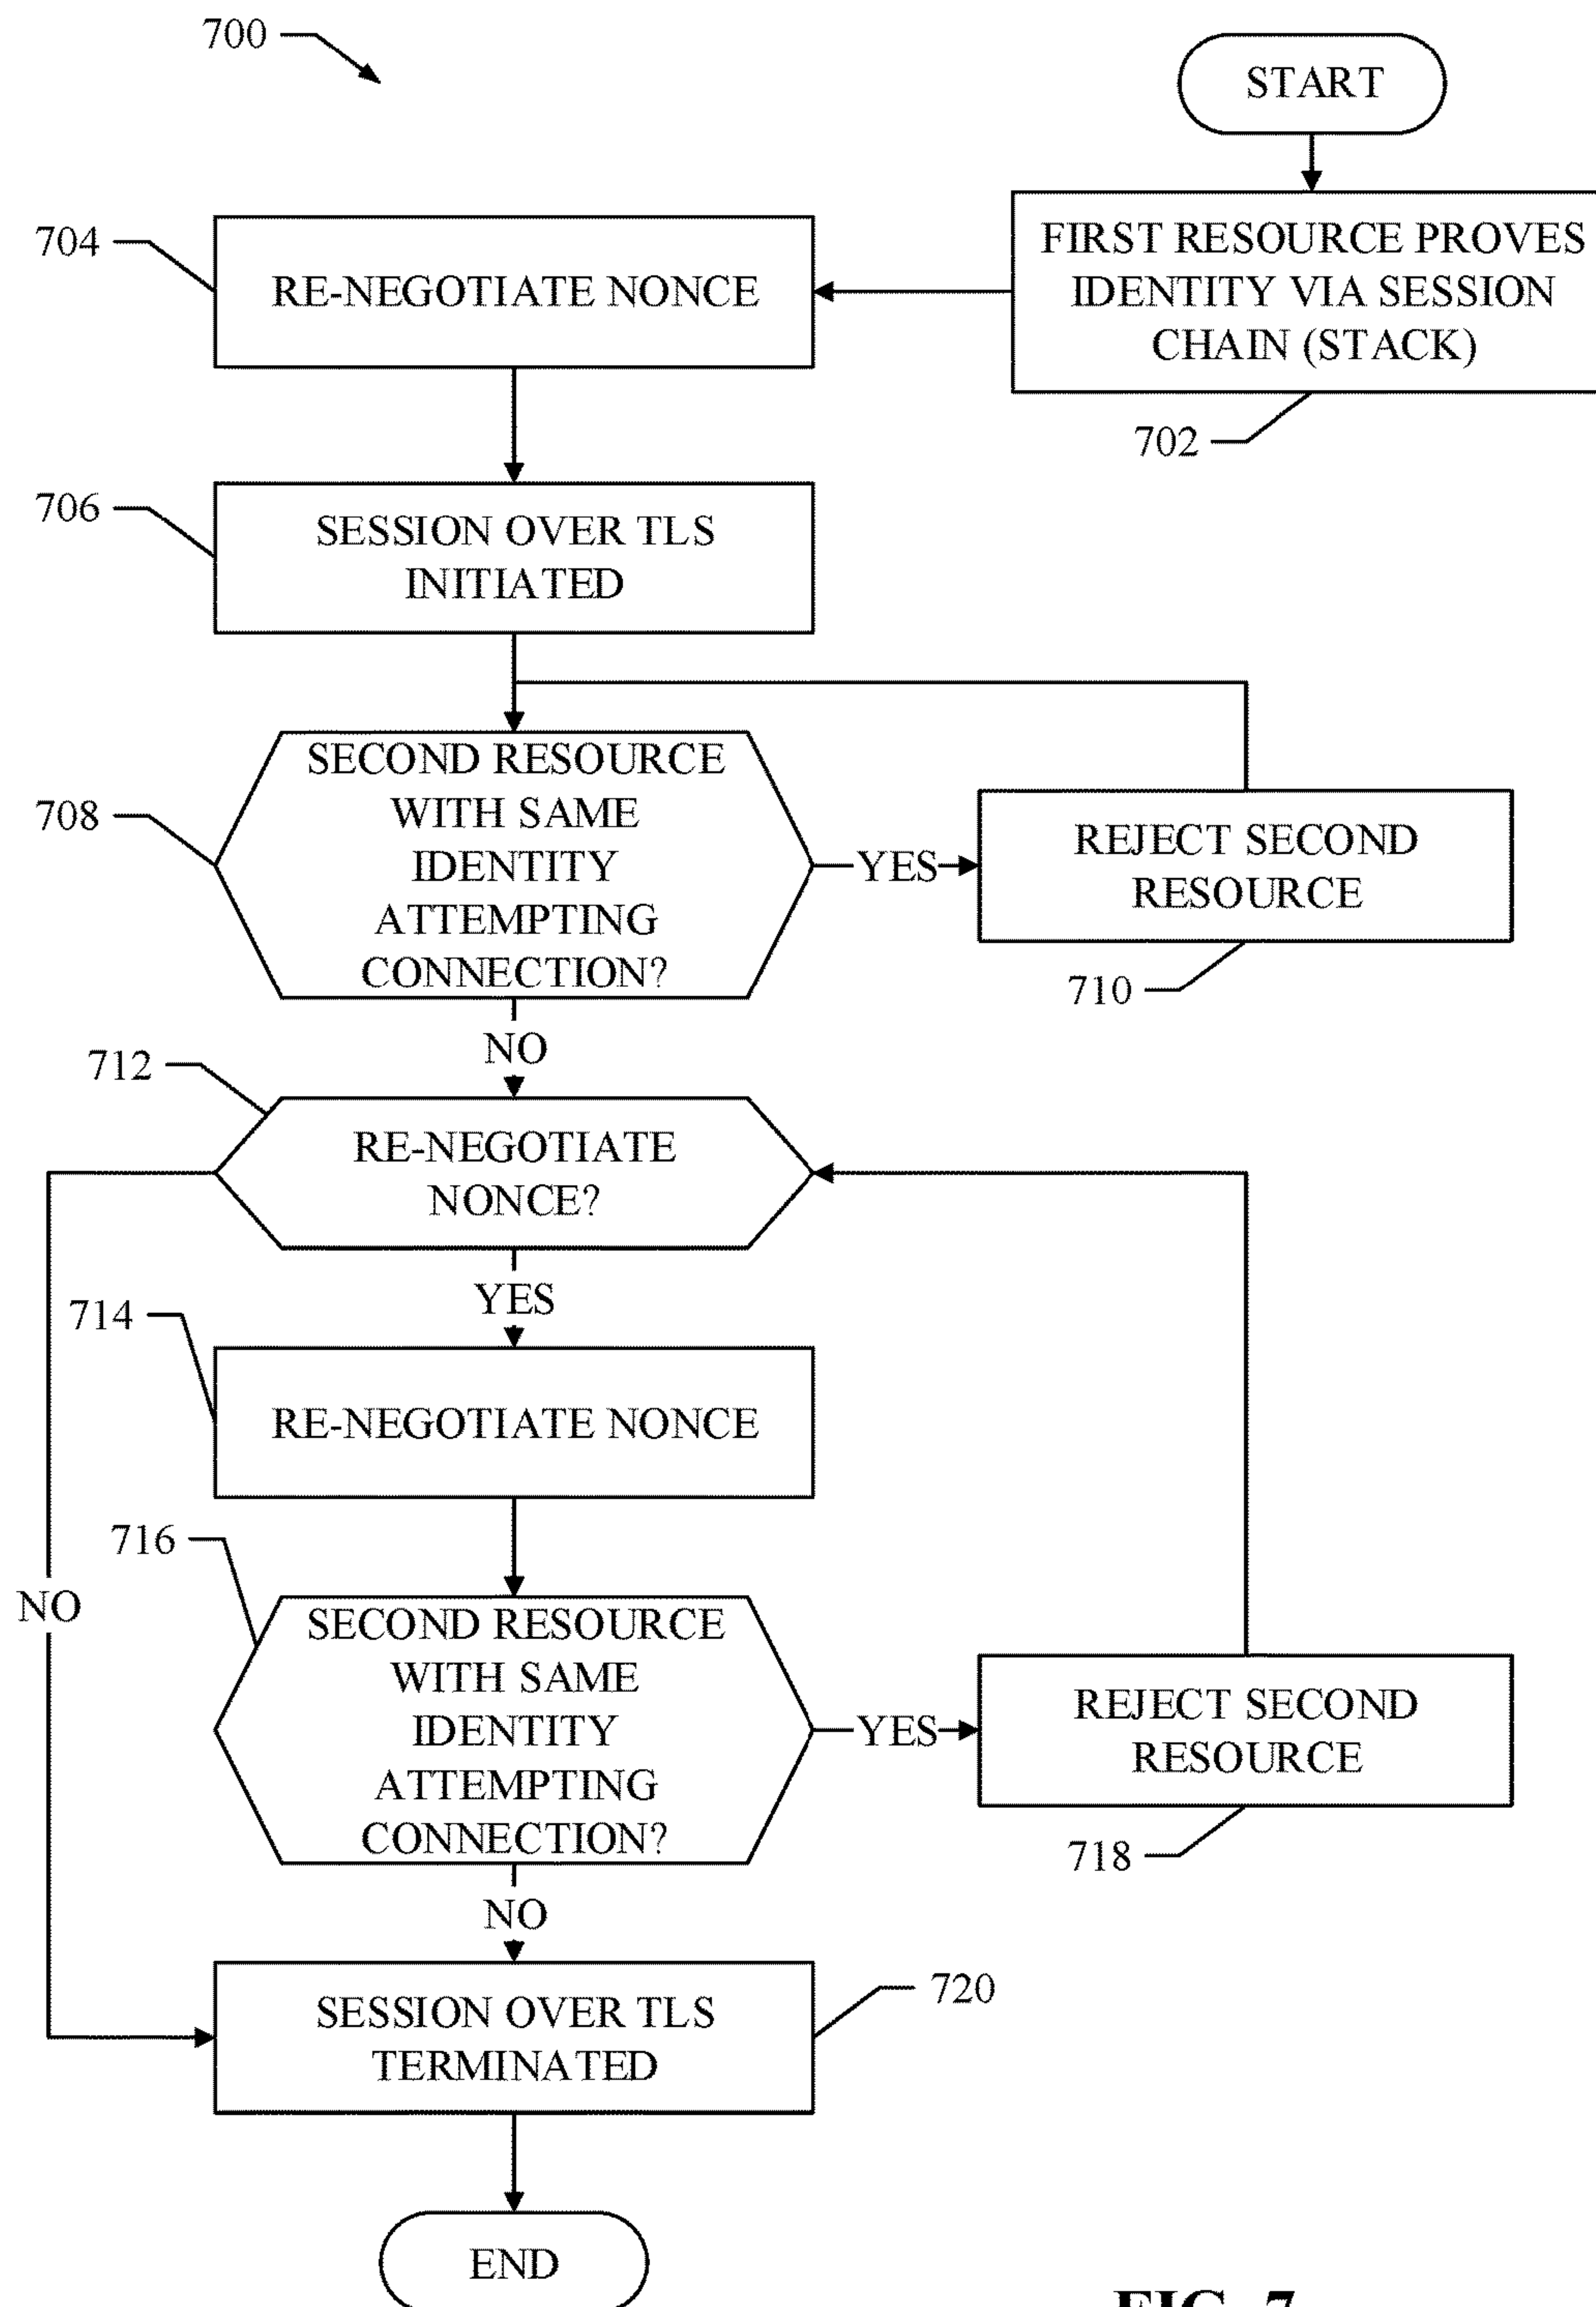 700
START
FIRST RESOURCE PROVES
IDENTITY VIA SESSION
CHAIN (STACK)
702
704
RE-NEGOTIATE NONCE
706
SESSION OVER TLS
INITIATED
708
SECOND RESOURCE
WITH SAME
IDENTITY
ATTEMPTING
CONNECTION?
YES
REJECT SECOND
RESOURCE
710
NO
712
RE-NEGOTIATE
NONCE?
YES
714
RE-NEGOTIATE NONCE
716
NO
SECOND RESOURCE
WITH SAME
IDENTITY
ATTEMPTING
CONNECTION?
YES
REJECT SECOND
RESOURCE
718
NO
720
SESSION OVER TLS
TERMINATED
END
FIG. 7